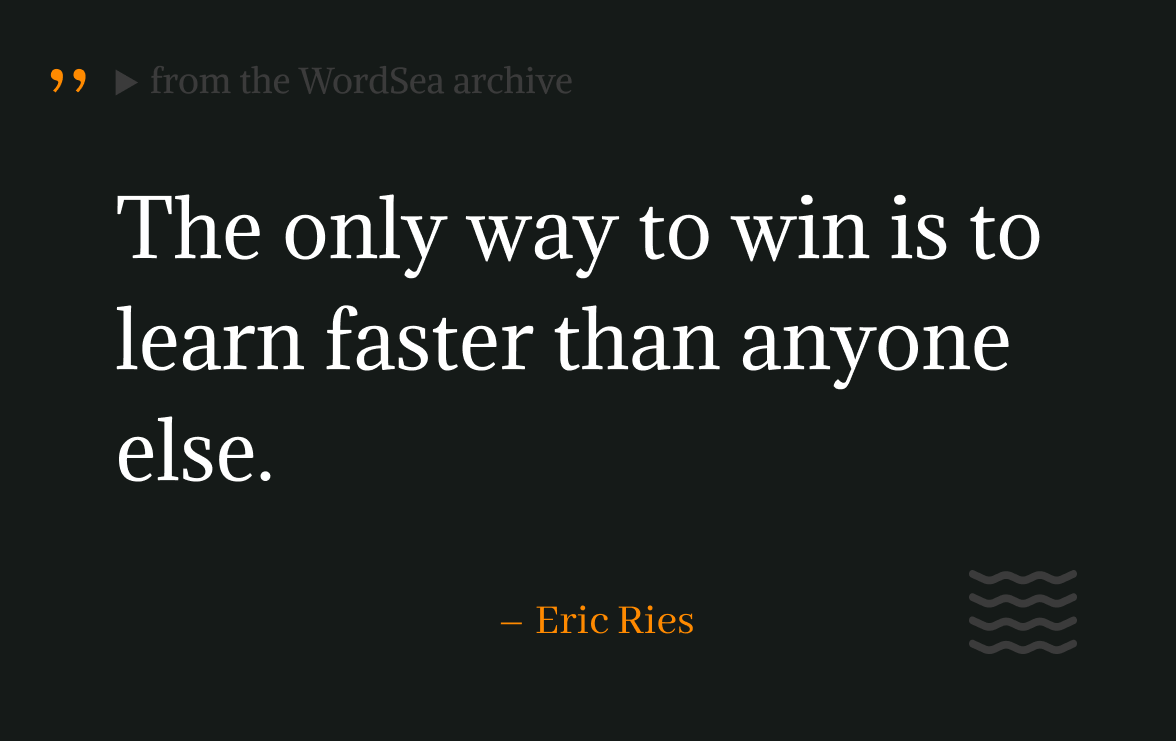 ” ▶ from the WordSea archive
The only way to win is to
learn faster than anyone
else.
– Eric Ries